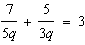 7/(5q) + 5/(3q) = 3